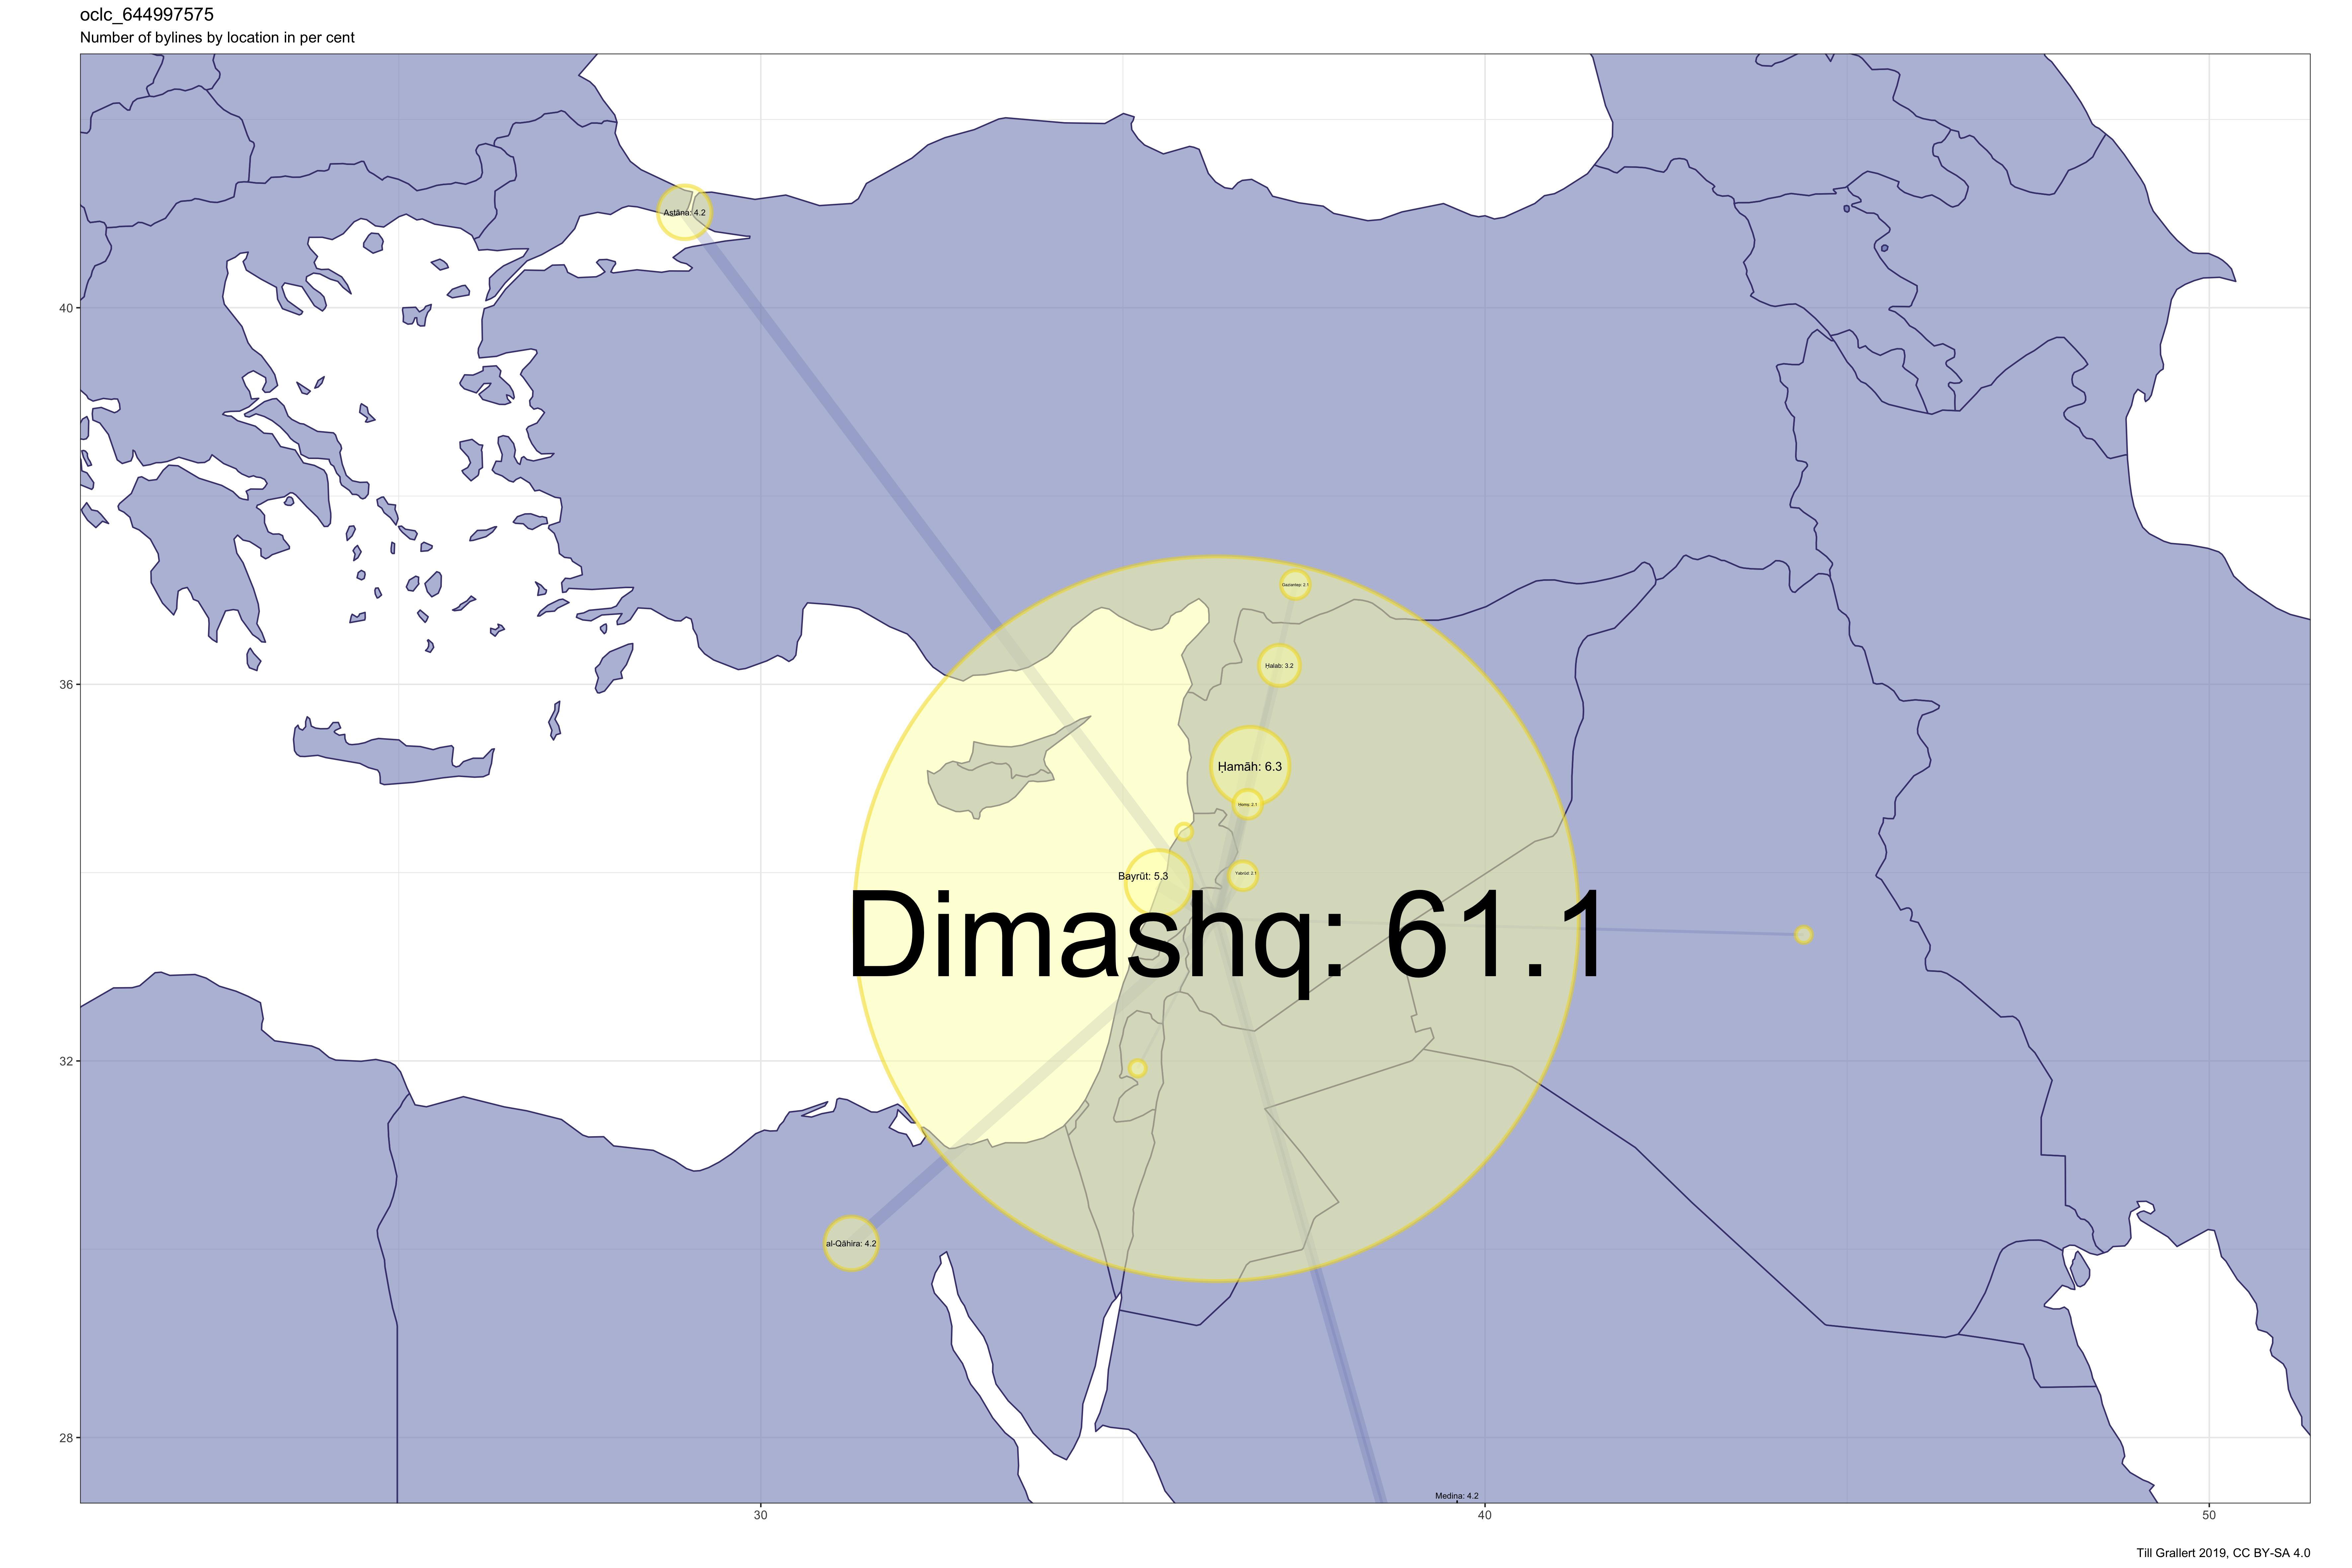 oclc_644997575
Number of bylines by location in per cent
Astāna: 4.2
40
Gaziantep: 2.1
36
Ḥalab: 3.2
Ḥamāh: 6.3
Ḥomṣ: 2.1
Bayrūt: 5.3
Yabrūd: 2.1
Dimashq: 61.1
32
al-Qāhira: 4.2
28
Medina: 4.2
30
40
50
Till Grallert 2019, CC BY-SA 4.0